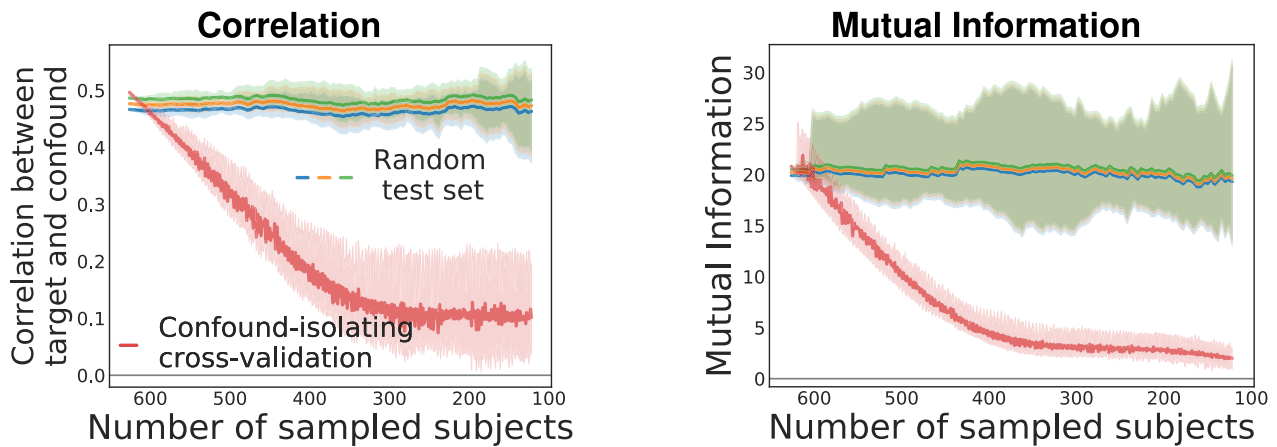 Correlation
Correlation between
target and confound
0.5
0.4
0.3
0.2
0.1
0.0
Random
test set
Confound-isolating
cross-validation
600 500 400 300 200 100
Number of sampled subjects
Mutual Information
Mutual Information
30
25
20
15
10
5
0
600 500 400 300 200 100
Number of sampled subjects